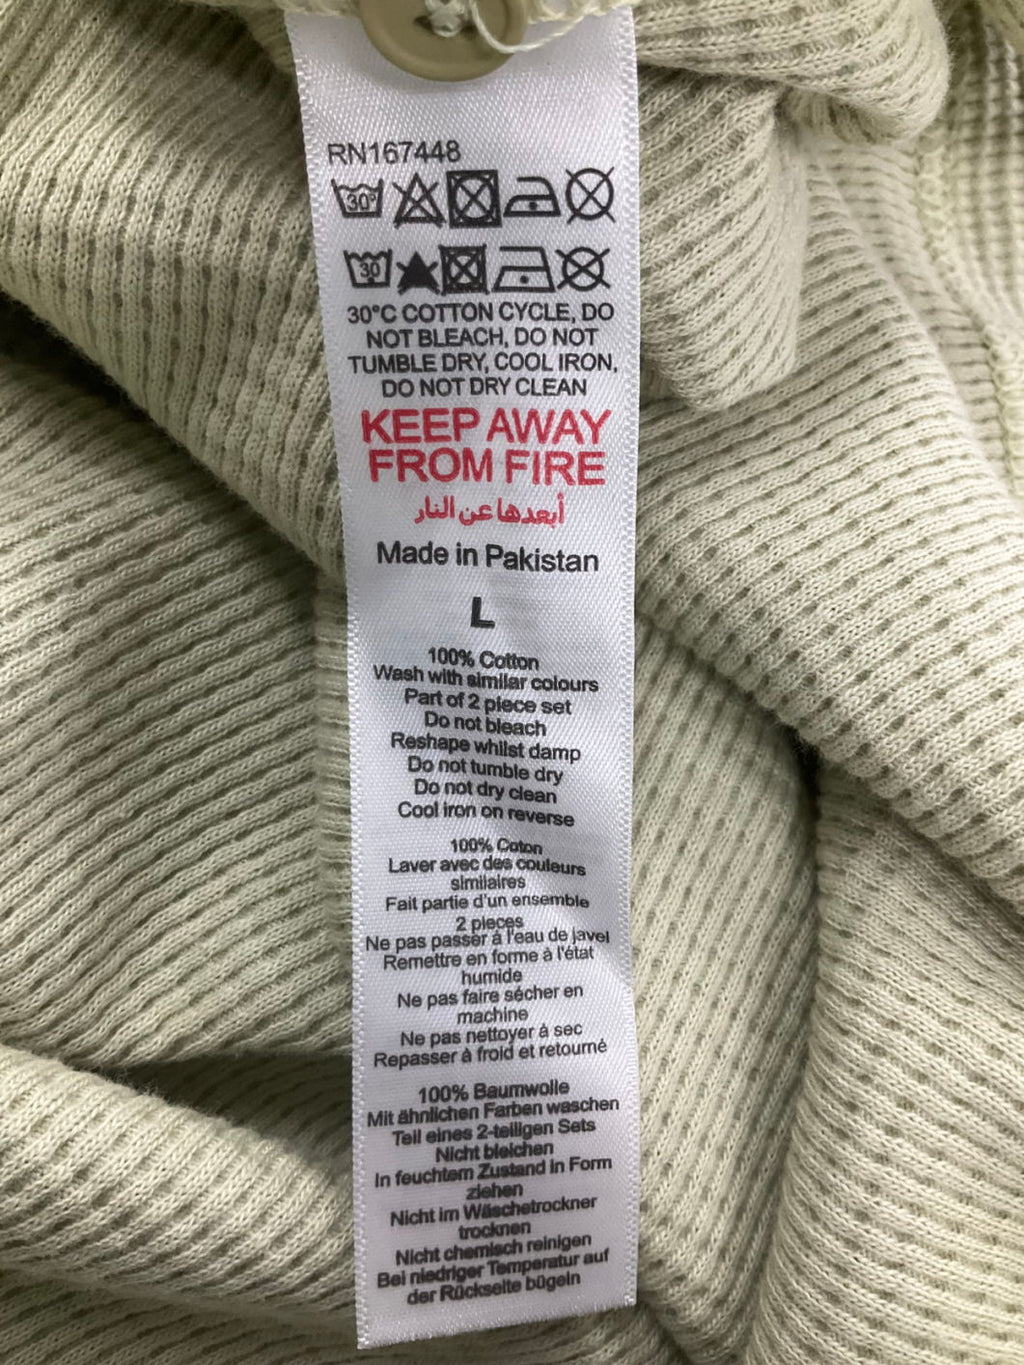 RN167448
30°
30
30°C COTTON CYCLE, DO
NOT BLEACH, DO NOT
TUMBLE DRY, COOL IRON,
DO NOT DRY CLEAN
KEEP AWAY
FROM FIRE
أبعدها عن النار
Made in Pakistan
L
100% Cotton
Wash with similar colours
Part of 2 piece set
Do not bleach
Reshape whilst damp
Do not tumble dry
Do not dry clean
Cool iron on reverse
100% Coton
Laver avec des couleurs
similaires
Fait partie d'un ensemble
2 pieces
Ne pas passer à l'eau de javel
Remettre en forme à l'état
humide
Ne pas faire sécher en
machine
Ne pas nettoyer à sec
Repasser à froid et retourné
100% Baumwolle
Mit ähnlichen Farben waschen
Teil eines 2-teiligen Sets
Nicht bleichen
In feuchtem Zustand in Form
ziehen
Nicht im Wäschetrockner
trocknen
Nicht chemisch reinigen
Bei niedriger Temperatur auf
der Rückseite bügeln